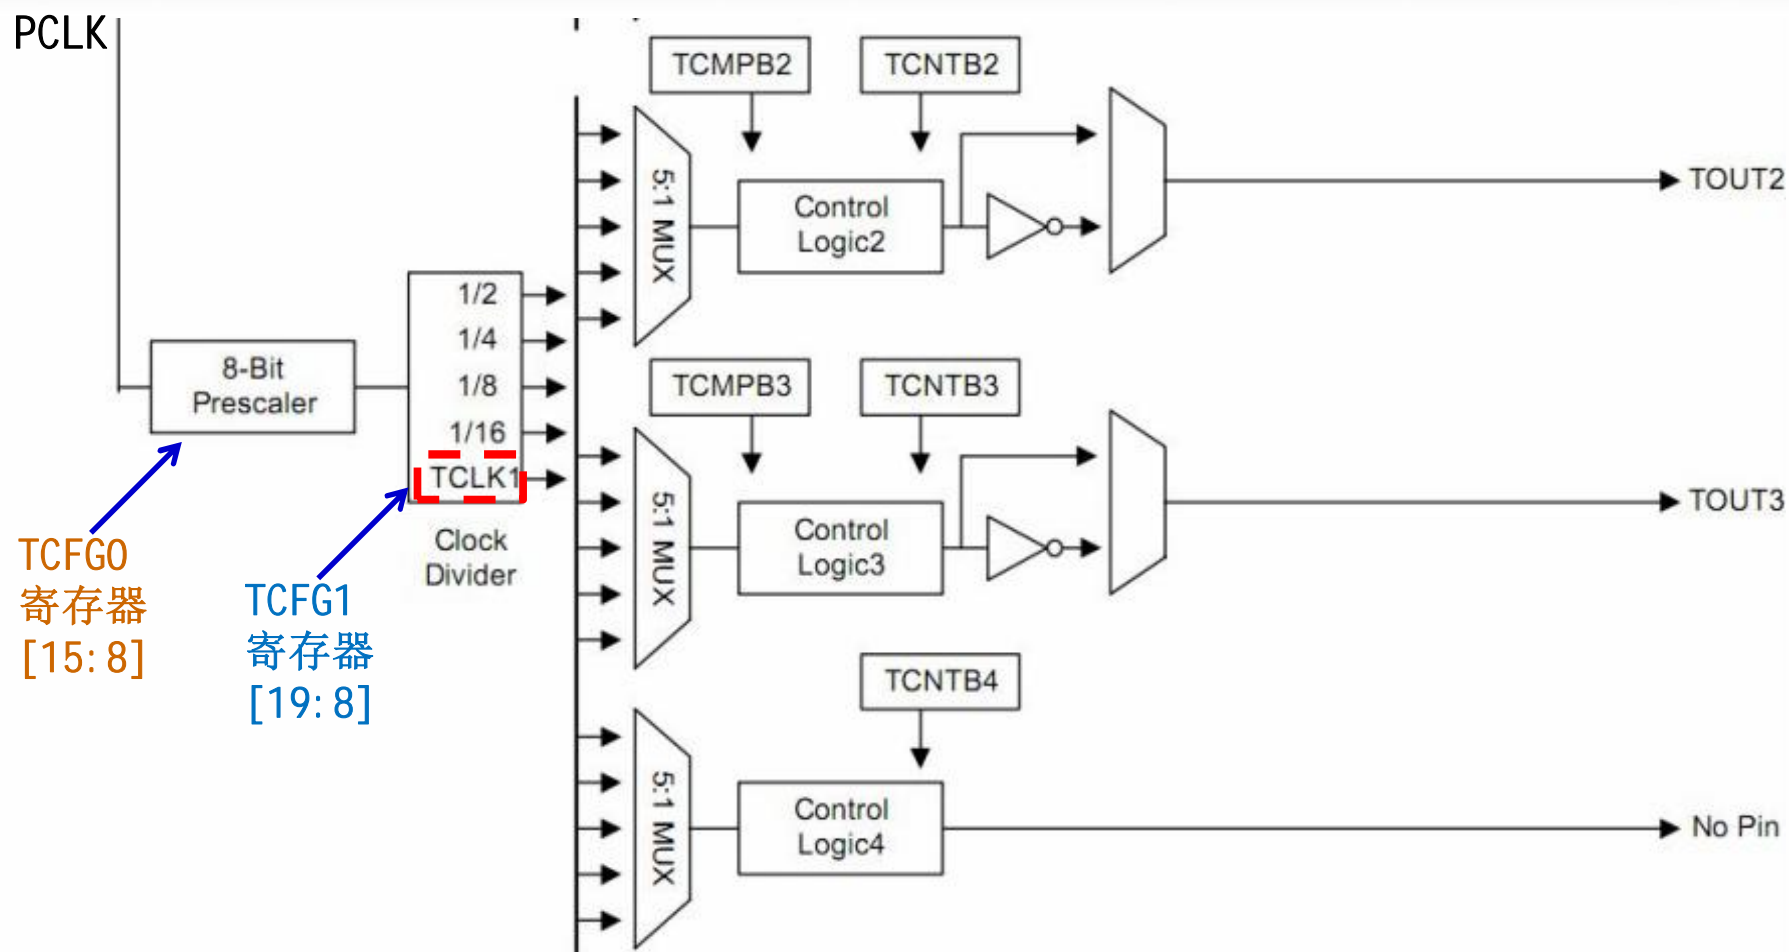 PCLK
TCMPB2
TCNTB2
5:1 MUX
Control
Logic2
TOUT2
1/2
1/4
1/8
1/16
TCLK1
8-Bit
Prescaler
Clock
Divider
TCFG0
寄存器
[15:8]
TCFG1
寄存器
[19:8]
TCMPB3
TCNTB3
5:1 MUX
Control
Logic3
TOUT3
TCNTB4
5:1 MUX
Control
Logic4
No Pin